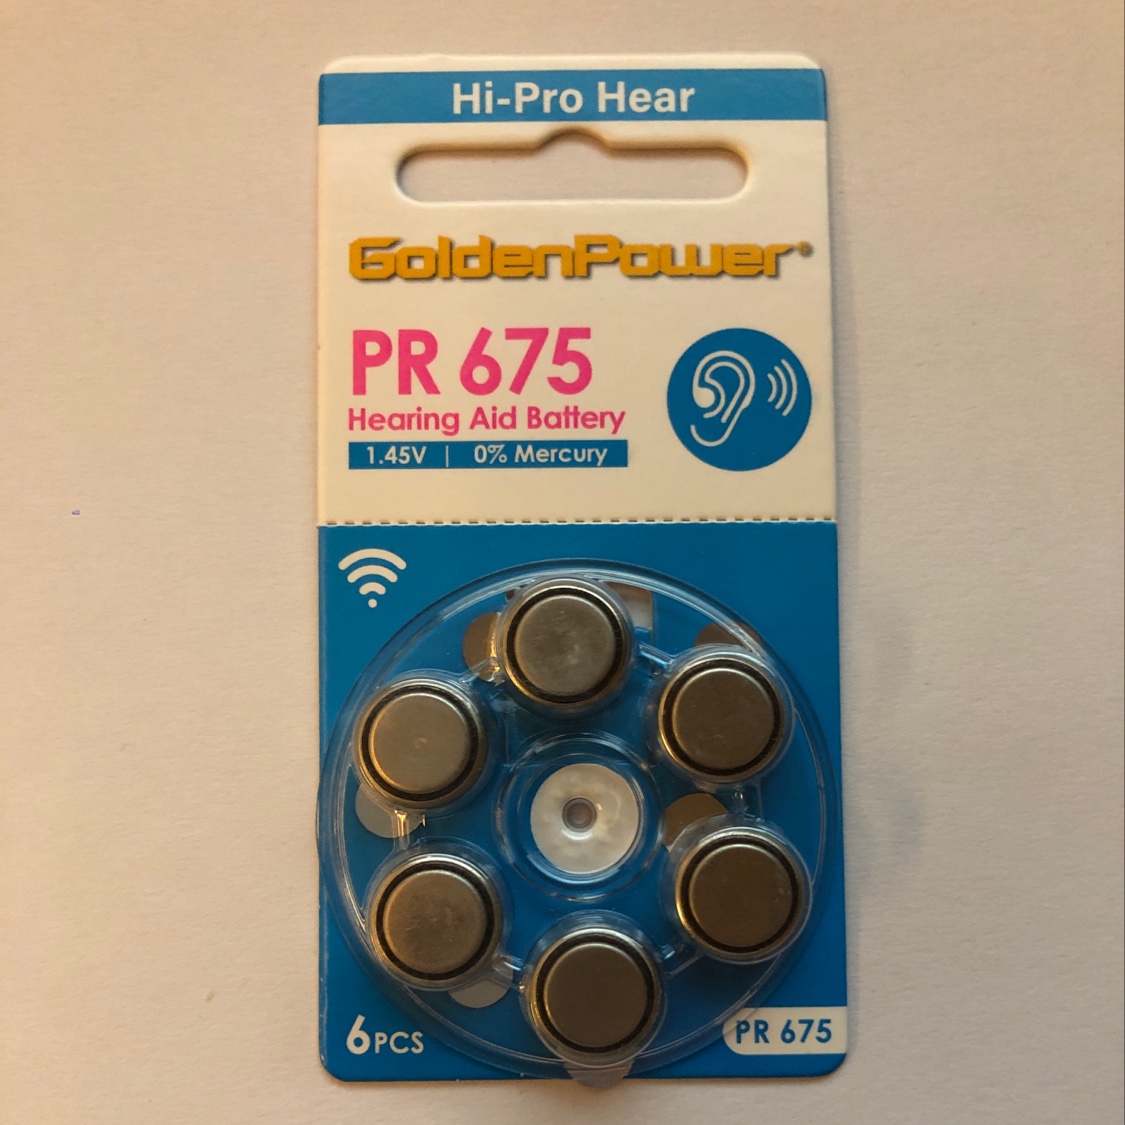 Hi-Pro Hear
GoldenPower®
PR 675
Hearing Aid Battery
1.45V | 0% Mercury
6PCS
PR 675